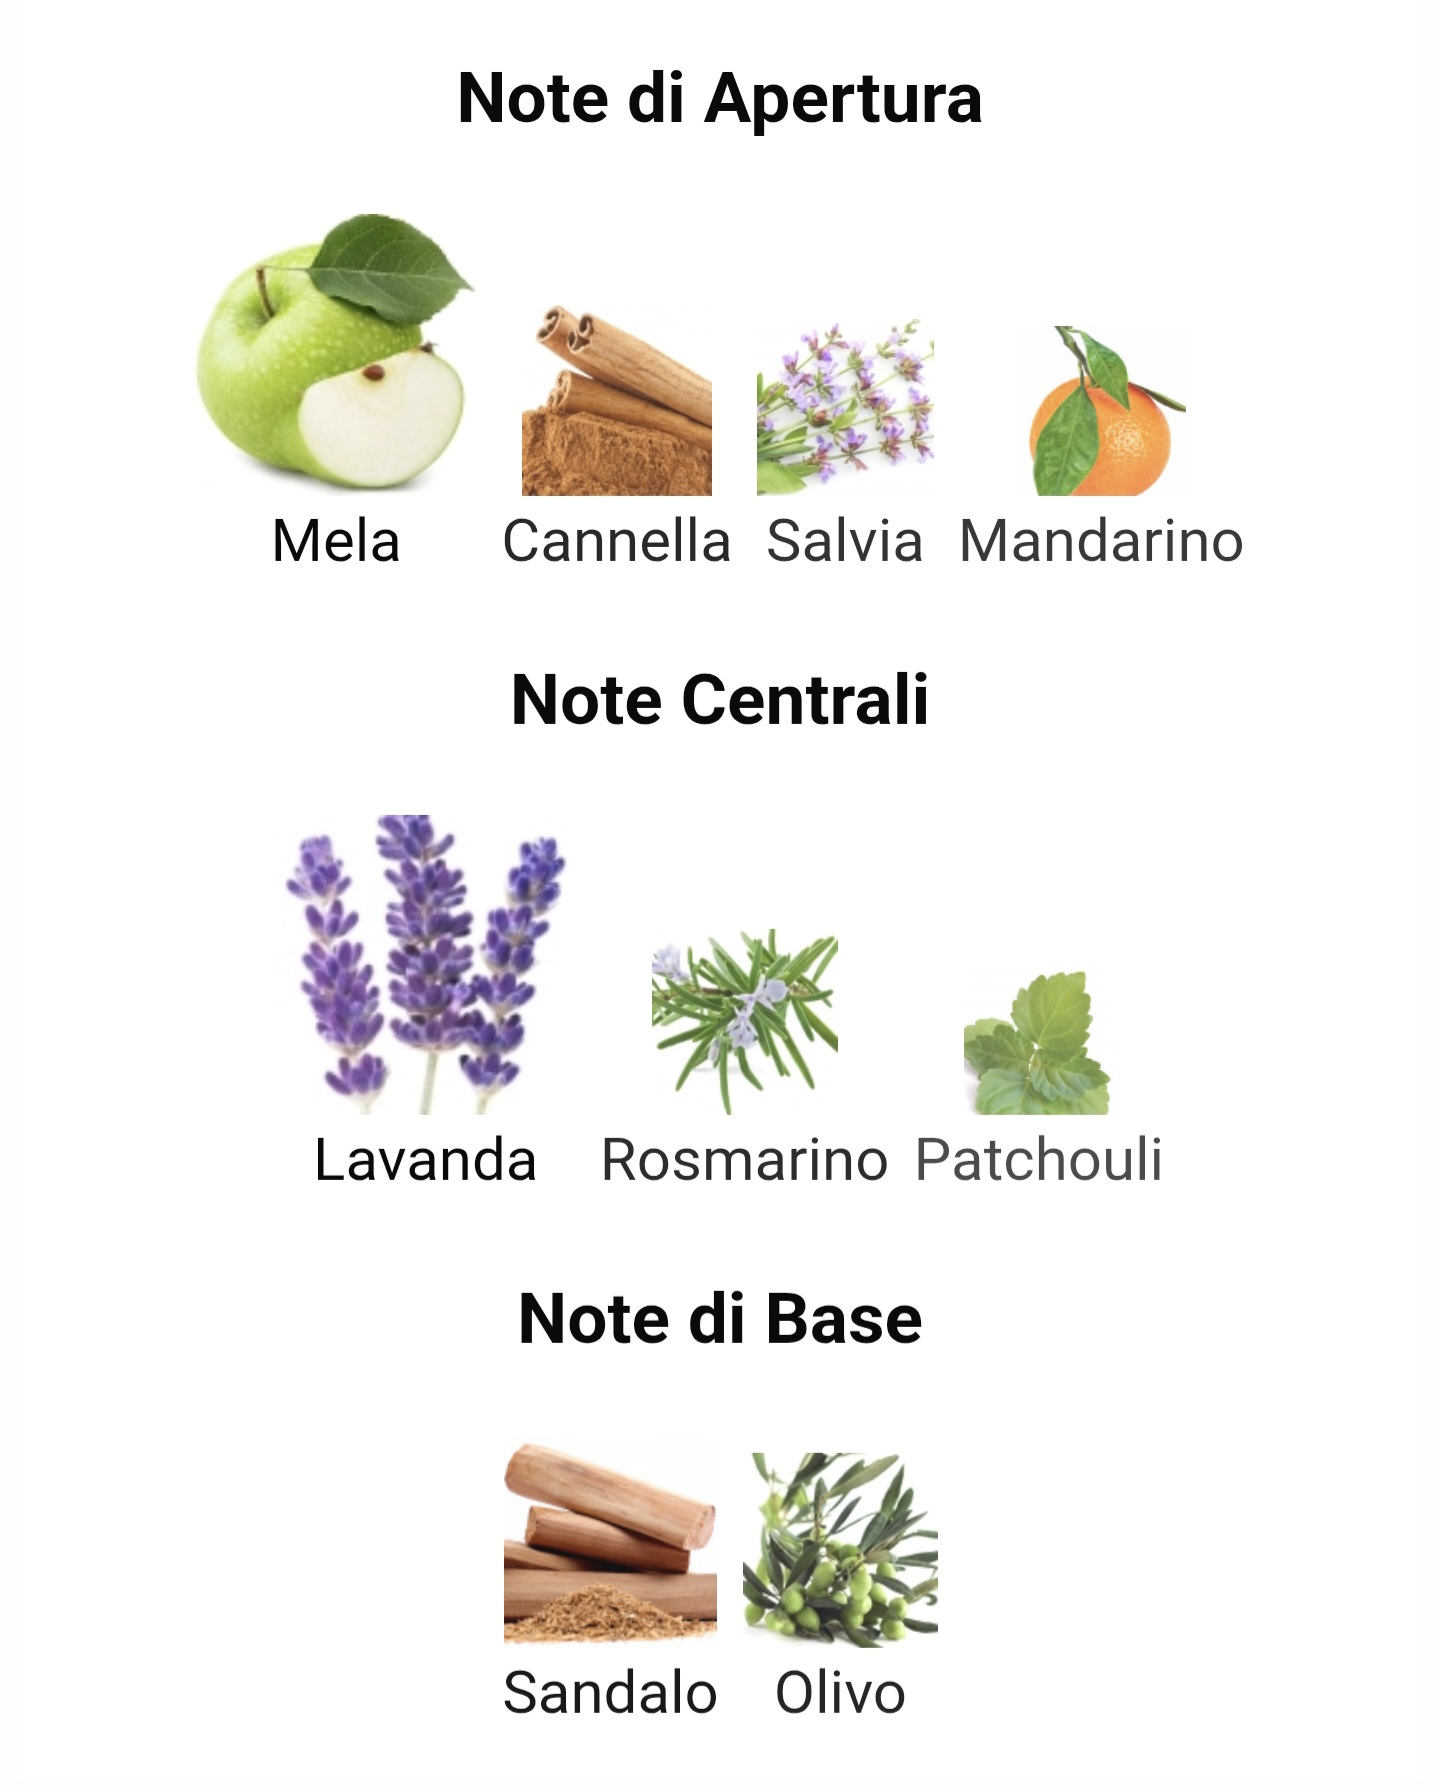 Note di Apertura
Mela Cannella Salvia Mandarino
Note Centrali
Lavanda Rosmarino Patchouli
Note di Base
Sandalo Olivo